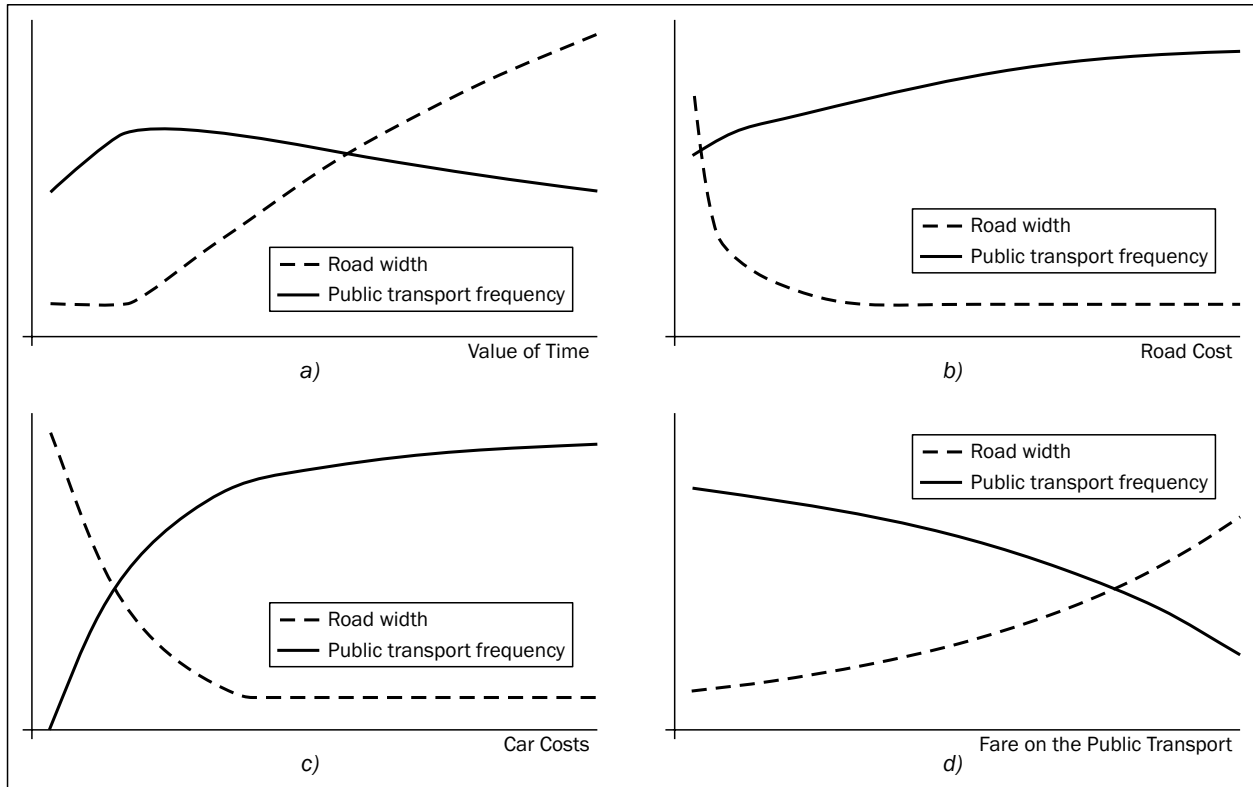 Road width
Public transport frequency
Value of Time
a)
Road width
Public transport frequency
Road Cost
b)
Road width
Public transport frequency
Car Costs
c)
Road width
Public transport frequency
Fare on the Public Transport
d)